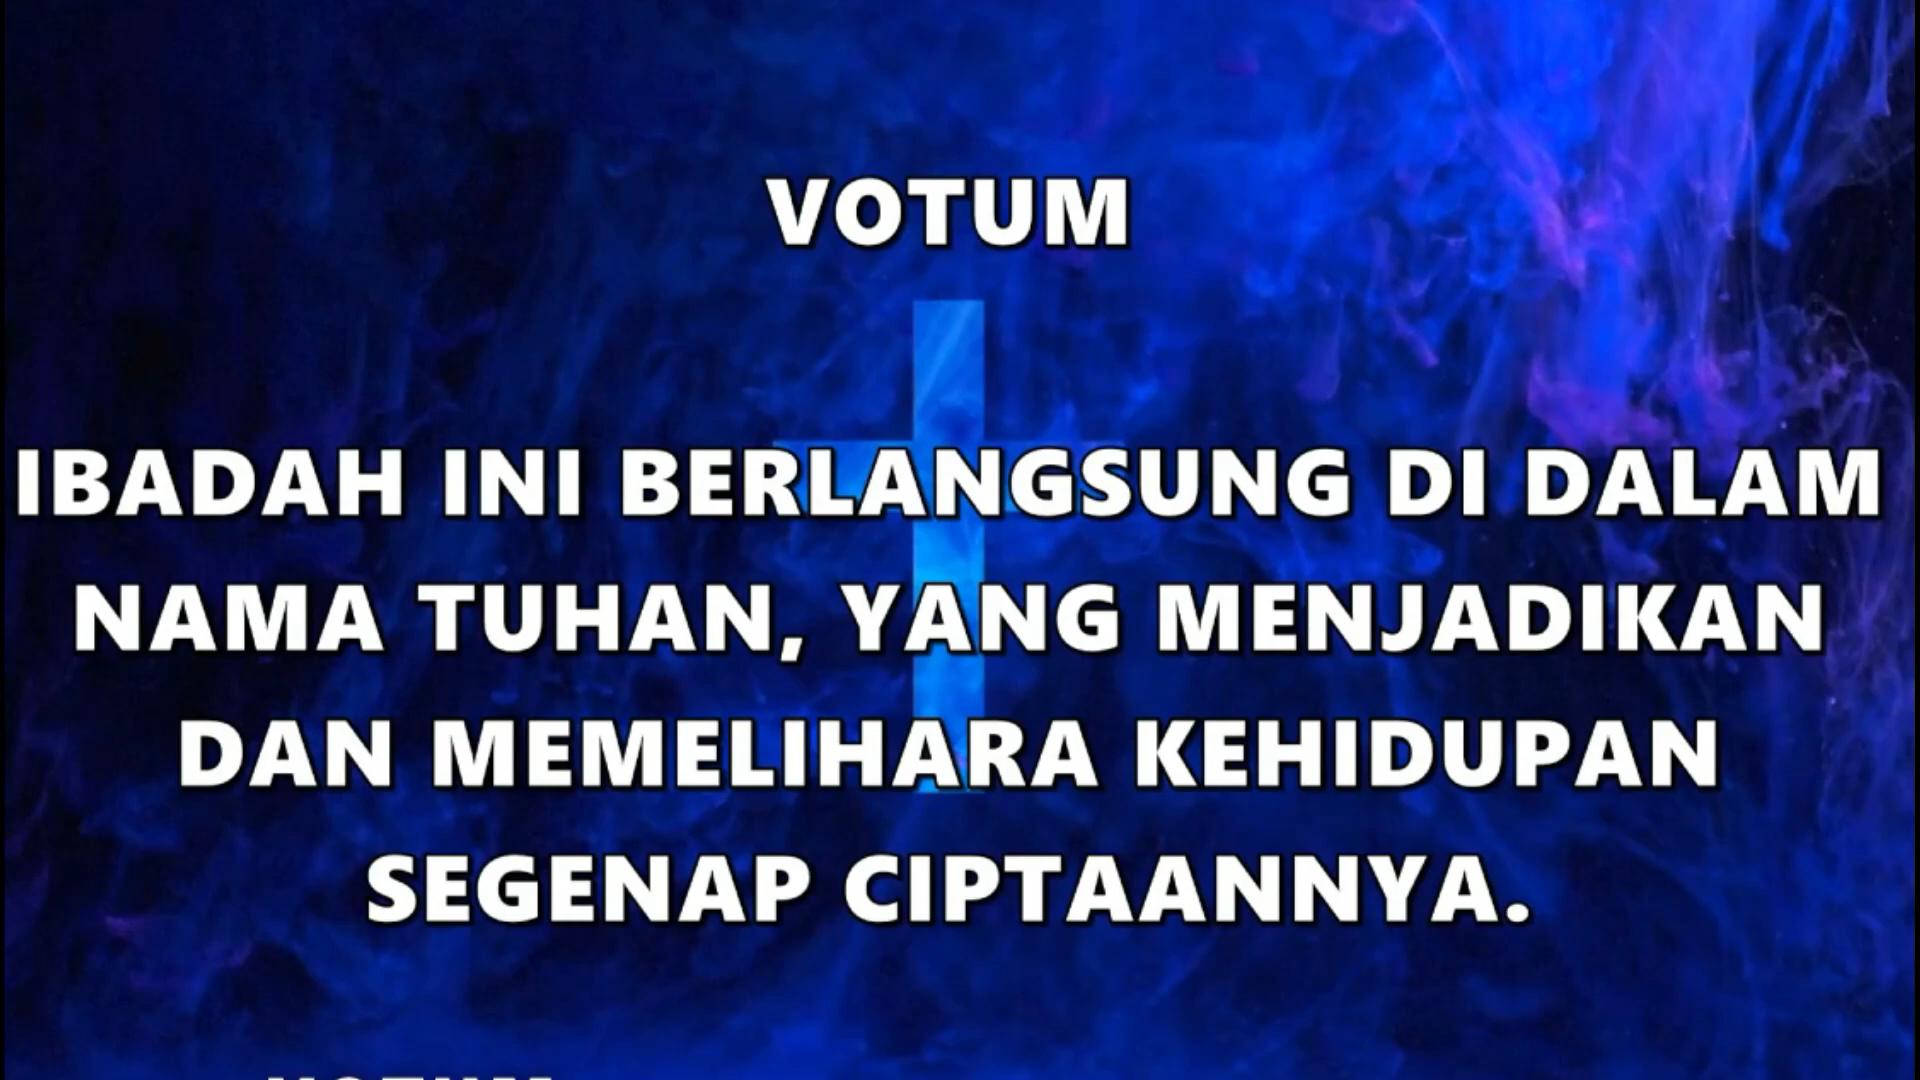 VOTUM
IBADAH INI BERLANGSUNG DI DALAM
NAMA TUHAN, YANG MENJADIKAN
DAN MEMELIHARA KEHIDUPAN
SEGENAP CIPTAANNYA.